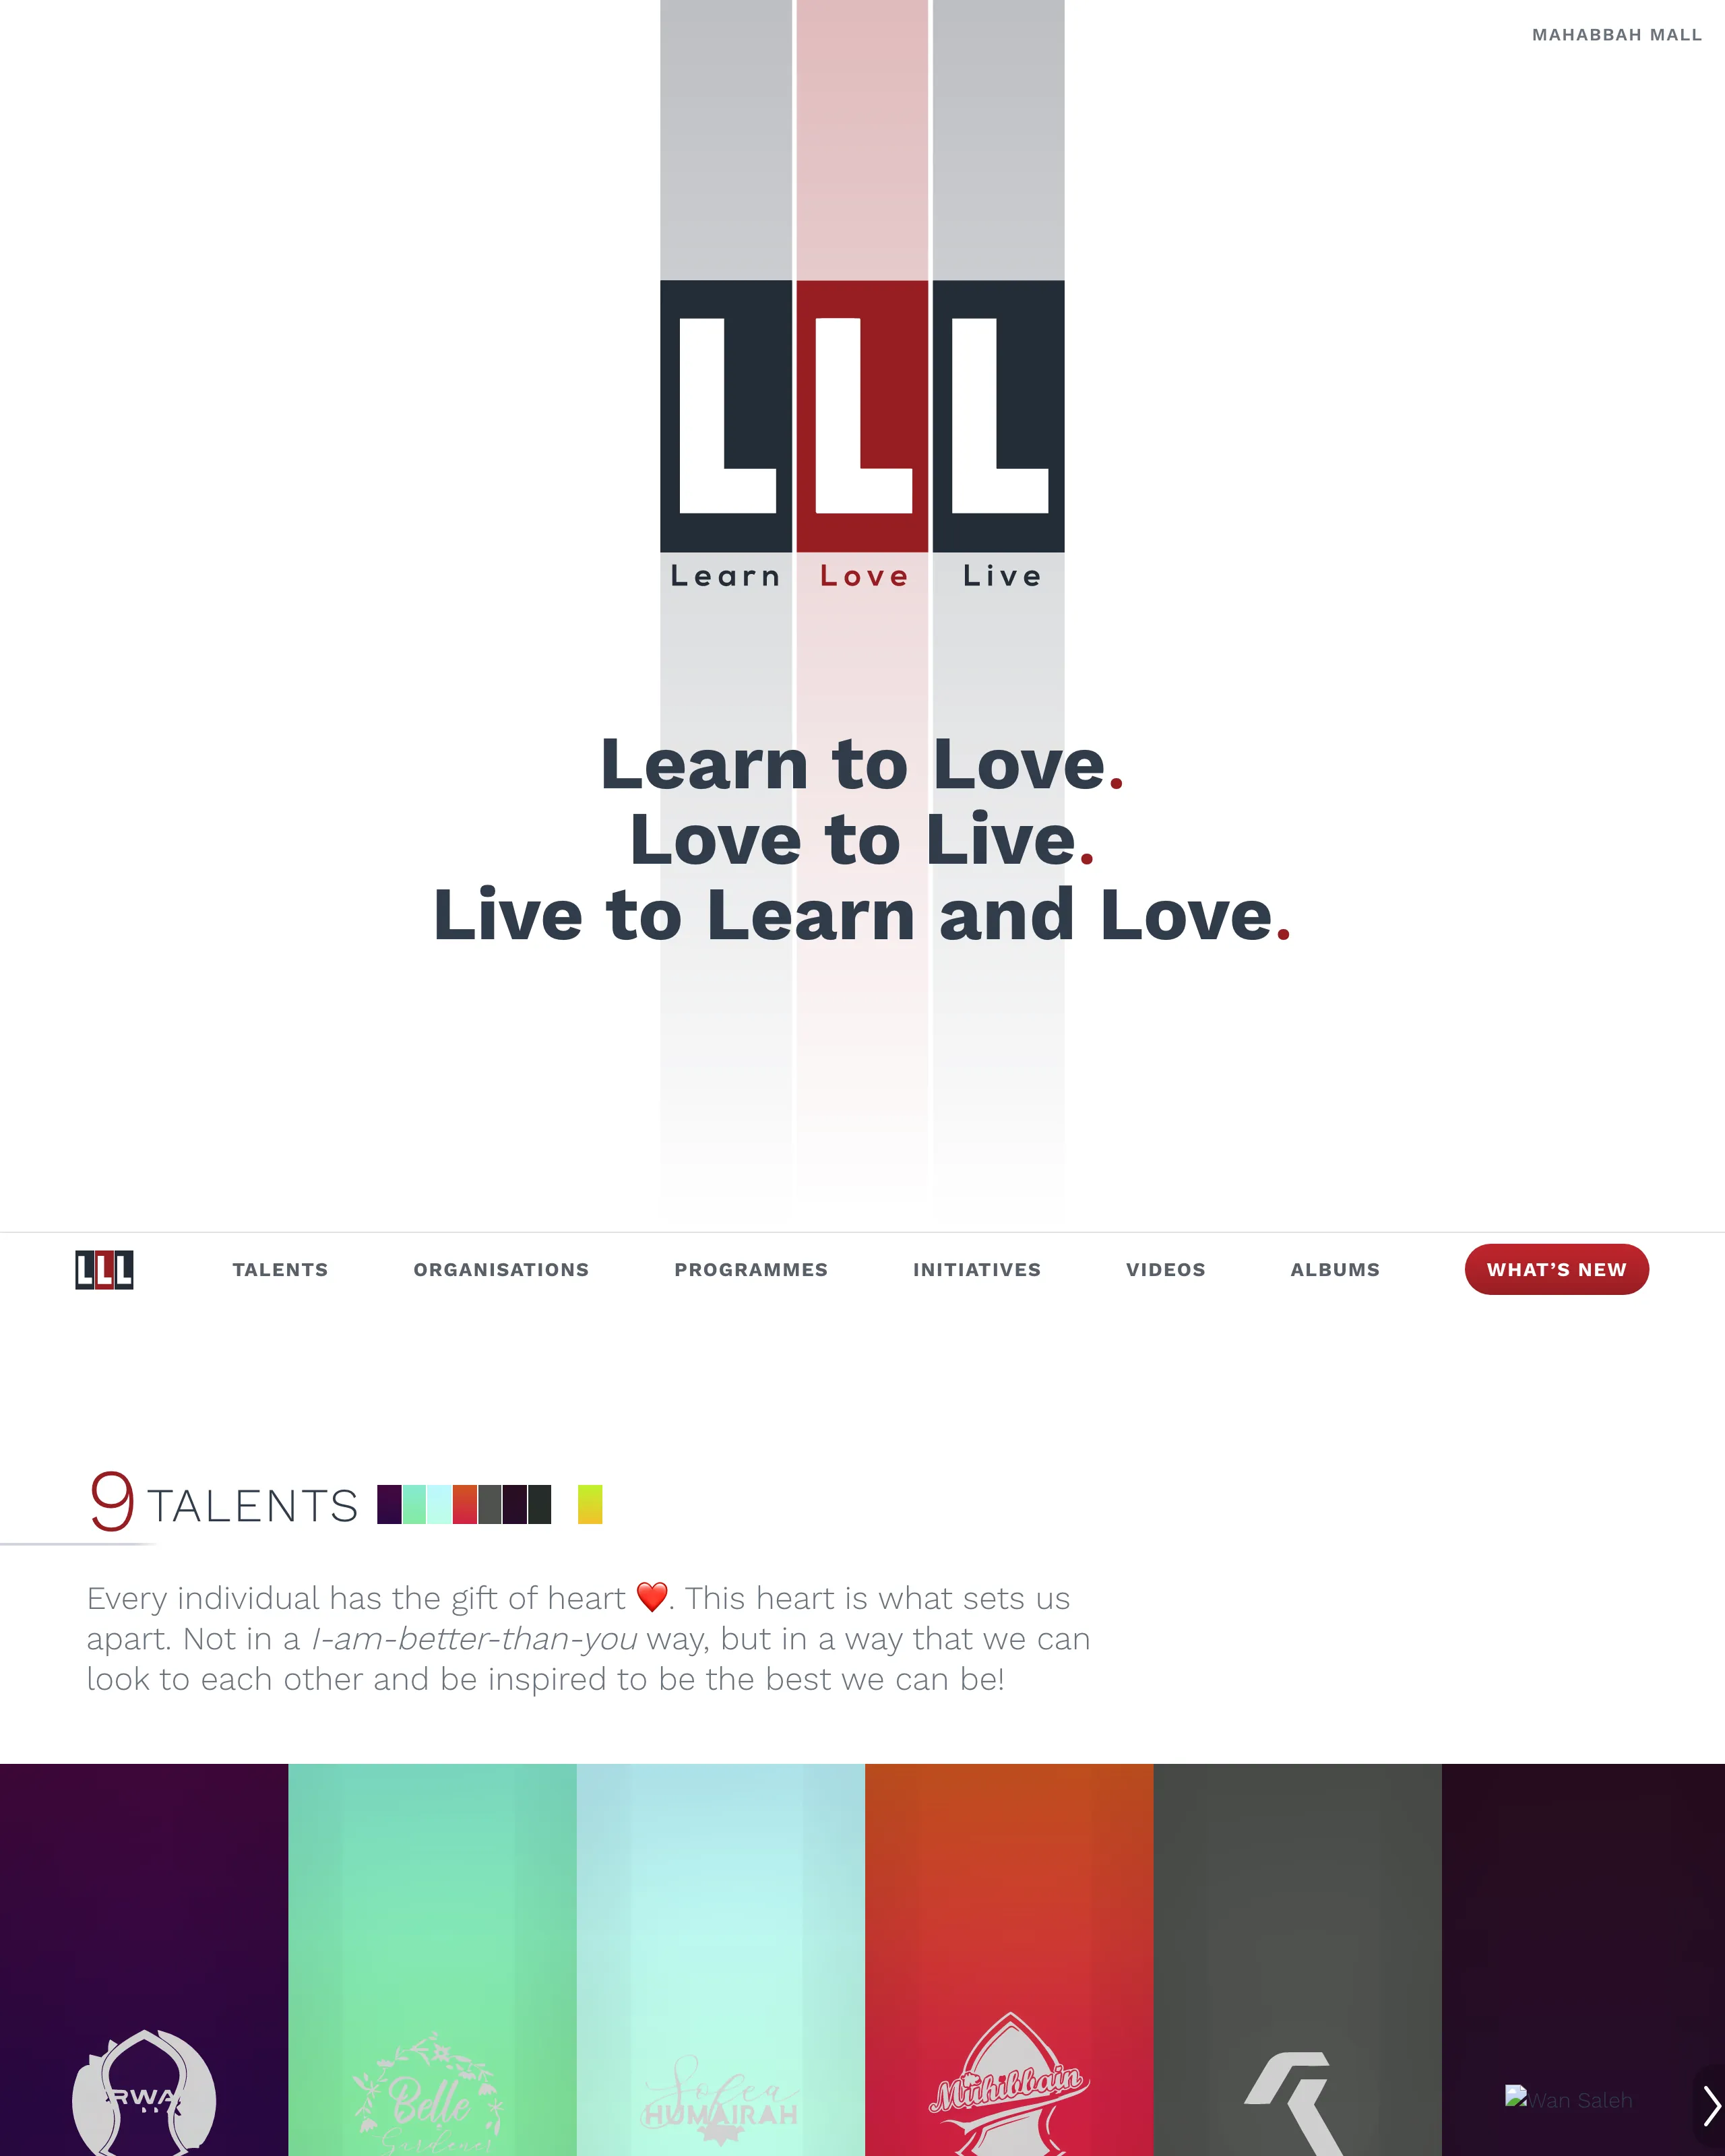 MAHABBAH MALL
LLL
Learn Love Live
Learn to Love.
Love to Live.
Live to Learn and Love.
LLL
TALENTS ORGANISATIONS PROGRAMMES INITIATIVES VIDEOS ALBUMS WHAT’S NEW
9 TALENTS
Every individual has the gift of heart ❤️. This heart is what sets us
apart. Not in a I-am-better-than-you way, but in a way that we can
look to each other and be inspired to be the best we can be!
RWA
Belle
Gardener
Sofea
HUMAIRAH
Muhibbain
Wan Saleh